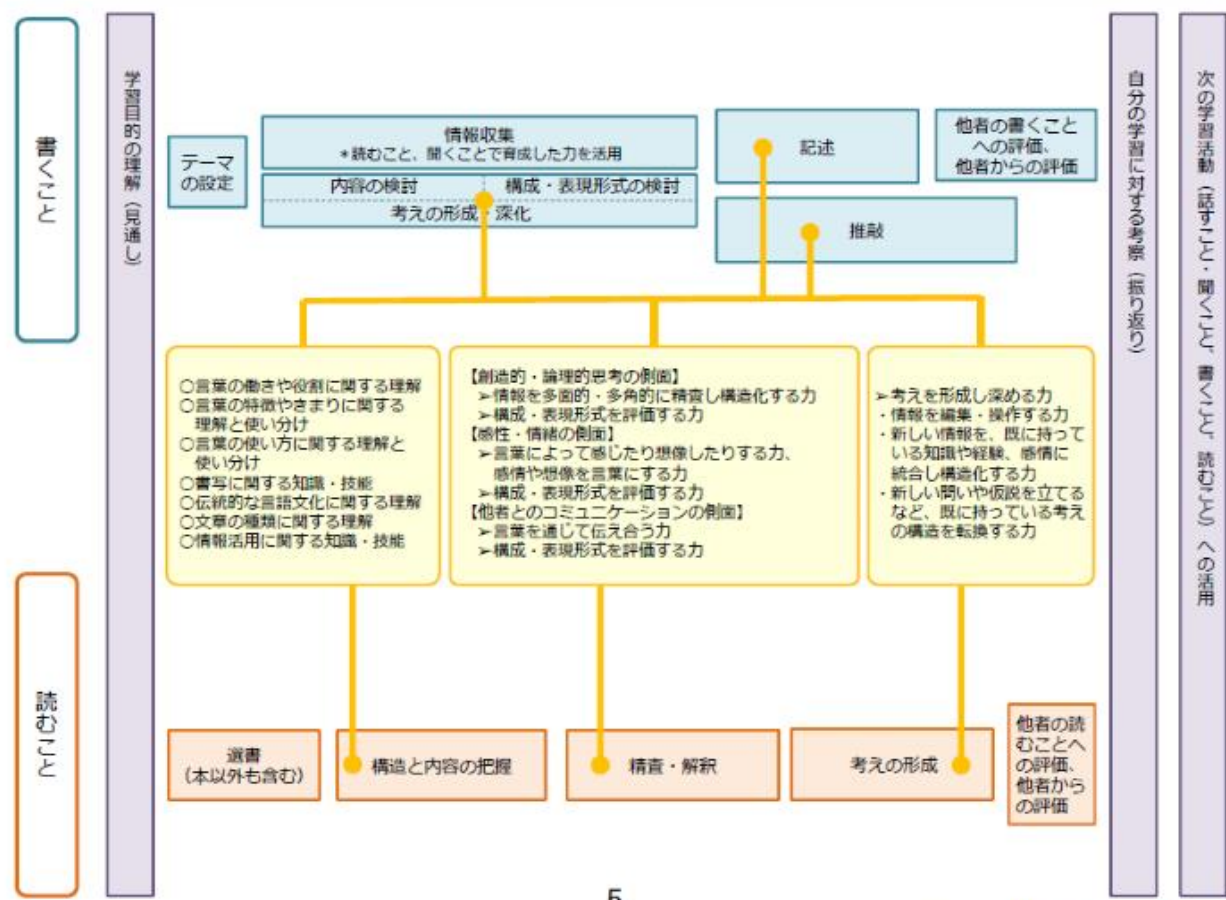 書くこと
学習目的の理解（見通し）
テーマ
の設定
情報収集
＊読むこと、聞くことで育成した力を活用
内容の検討
構成・表現形式の検討
考えの形成・深化
記述
推敲
他者の書くこと
への評価、
他者からの評価
自分の学習に対する考察（振り返り）
次の学習活動（話すこと・聞くこと、書くこと、読むこと）への活用
○言葉の働きや役割に関する理解
○言葉の特徴やきまりに関する
理解と使い分け
○言葉の使い方に関する理解と
使い分け
○書写に関する知識・技能
○伝統的な言語文化に関する理解
○文章の種類に関する理解
○情報活用に関する知識・技能
【創造的・論理的思考の側面】
➢情報を多面的・多角的に精査し構造化する力
➢構成・表現形式を評価する力
【感性・情緒の側面】
➢言葉によって感じたり想像したりする力、
感情や想像を言葉にする力
➢構成・表現形式を評価する力
【他者とのコミュニケーションの側面】
➢言葉を通じて伝え合う力
➢構成・表現形式を評価する力
➢考えを形成し深める力
・情報を編集・操作する力
・新しい情報を、既に持って
いる知識や経験、感情に
統合し構造化する力
・新しい問いや仮説を立てる
など、既に持っている考え
の構造を転換する力
読むこと
選書
（本以外も含む）
構造と内容の把握
精査・解釈
考えの形成
他者の読
むことへ
の評価、
他者から
の評価
5